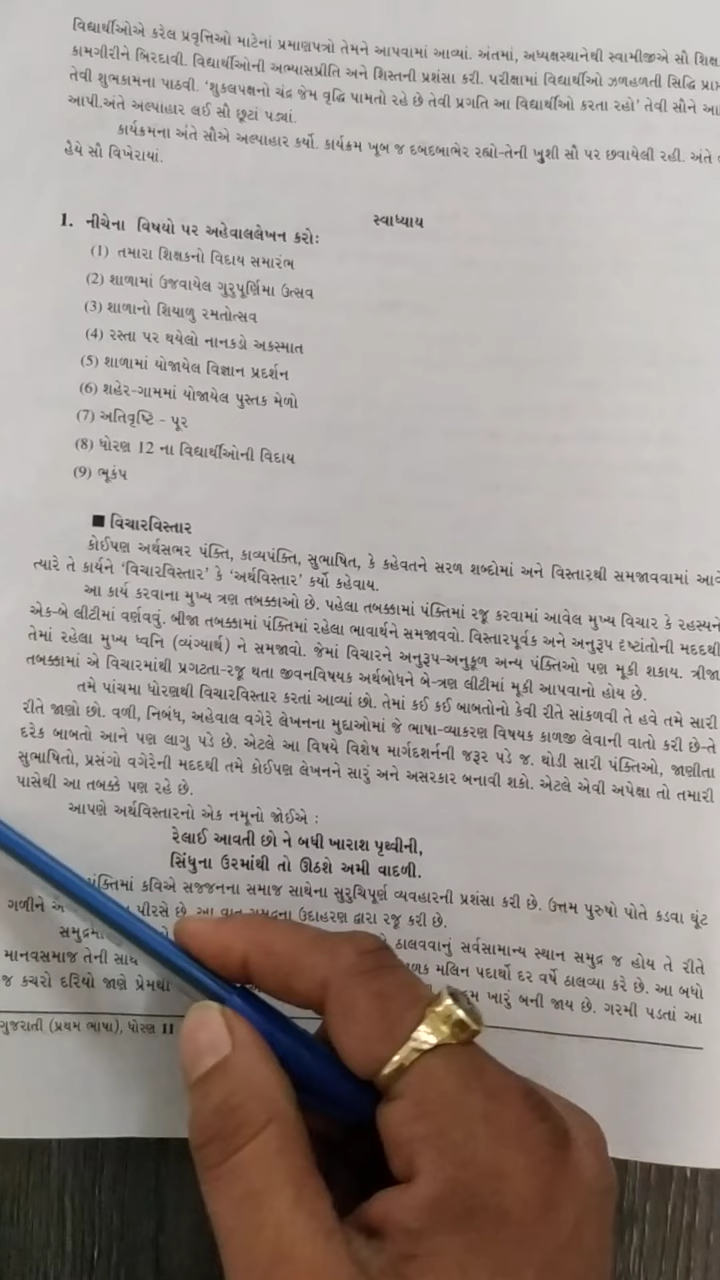 વિદ્યાર્થીઓએ કરેલ પ્રવૃત્તિઓ માટેનાં પ્રમાણપત્રો તેમને આપવામાં આવ્યાં. અંતમાં, અધ્યક્ષસ્થાનેથી સ્વામીજીએ સૌ
કામગીરીને બિરદાવી. વિદ્યાર્થીઓની અભ્યાસપ્રીતિ અને શિસ્તની પ્રશંસા કરી. પરીક્ષામાં વિદ્યાર્થીઓ ઝળહળતી સિદ્ધિ
તેવી શુભકામના પાઠવી. ‘શુકલપક્ષનો ચંદ્ર જેમ વૃદ્ધિ પામતો રહે છે તેવી પ્રગતિ આ વિદ્યાર્થીઓ કરતા રહો’ તેવી સૌને
આપી.અંતે અલ્પાહાર લઈ સૌ છૂટાં પડ્યાં.
કાર્યક્રમના અંતે સૌએ અલ્પાહાર કર્યો. કાર્યક્રમ ખૂબ જ દબદબાભેર રહ્યો-તેની ખુશી સૌ પર છવાયેલી રહી. અંતે
હૈયે સૌ વિખેરાયાં.
સ્વાધ્યાય
1. નીચેના વિષયો પર અહેવાલલેખન કરો:
(1) તમારા શિક્ષકનો વિદાય સમારંભ
(2) શાળામાં ઉજવાયેલ ગુરુપૂર્ણિમા ઉત્સવ
(3) શાળાનો શિયાળુ રમતોત્સવ
(4) રસ્તા પર થયેલો નાનકડો અકસ્માત
(5) શાળામાં યોજાયેલ વિજ્ઞાન પ્રદર્શન
(6) શહેર-ગામમાં યોજાયેલ પુસ્તક મેળો
(7) અતિવૃષ્ટિ - પૂર
(8) ધોરણ 12 ના વિદ્યાર્થીઓની વિદાય
(9) ભૂકંપ
■ વિચારવિસ્તાર
કોઈપણ અર્થસભર પંક્તિ, કાવ્યપંક્તિ, સુભાષિત, કે કહેવતને સરળ શબ્દોમાં અને વિસ્તારથી સમજાવવામાં
ત્યારે તે કાર્યને ‘વિચારવિસ્તાર’ કે ‘અર્થવિસ્તાર’ કર્યો કહેવાય.
આ કાર્ય કરવાના મુખ્ય ત્રણ તબક્કાઓ છે. પહેલા તબક્કામાં પંક્તિમાં રજૂ કરવામાં આવેલ મુખ્ય વિચાર કે રહસ્યને
એક-બે લીટીમાં વર્ણવવું. બીજા તબક્કામાં પંક્તિમાં રહેલા ભાવાર્થને સમજાવવો. વિસ્તારપૂર્વક અને અનુરૂપ દૃષ્ટાંતોની મદદથી
તેમાં રહેલા મુખ્ય ધ્વનિ (વ્યંગ્યાર્થ) ને સમજાવો. જેમાં વિચારને અનુરૂપ-અનુકૂળ અન્ય પંક્તિઓ પણ મૂકી શકાય. ત્રીજા
તબક્કામાં એ વિચારમાંથી પ્રગટતા-રજૂ થતા જીવનવિષયક અર્થબોધને બે-ત્રણ લીટીમાં મૂકી આપવાનો હોય છે.
તમે પાંચમા ધોરણથી વિચારવિસ્તાર કરતાં આવ્યાં છો. તેમાં કઈ કઈ બાબતોનો કેવી રીતે સાંકળવી તે હવે તમે સારી
રીતે જાણો છો. વળી, નિબંધ, અહેવાલ વગેરે લેખનના મુદ્દાઓમાં જે ભાષા-વ્યાકરણ વિષયક કાળજી લેવાની વાતો કરી છે-તે
દરેક બાબતો આને પણ લાગુ પડે છે. એટલે આ વિષયે વિશેષ માર્ગદર્શનની જરૂર પડે જ. થોડી સારી પંક્તિઓ, જાણીતા
સુભાષિતો, પ્રસંગો વગેરેની મદદથી તમે કોઈપણ લેખનને સારું અને અસરકાર બનાવી શકો. એટલે એવી અપેક્ષા તો તમારી
પાસેથી આ તબક્કે પણ રહે છે.
આપણે અર્થવિસ્તારનો એક નમૂનો જોઈએ :
રેલાઈ આવતી છો ને બધી ખારાશ પૃથ્વીની,
સિંધુના ઉરમાંથી તો ઊઠશે અમી વાદળી.
પંક્તિમાં કવિએ સજ્જનના સમાજ સાથેના સુરુચિપૂર્ણ વ્યવહારની પ્રશંસા કરી છે. ઉત્તમ પુરુષો પોતે કડવા ઘૂંટ
ગળીને પીરસે છે. આ વાત સમુદ્રના ઉદાહરણ દ્વારા રજૂ કરી છે.
ઠાલવવાનું સર્વસામાન્ય સ્થાન સમુદ્ર જ હોય તે રીતે
માનવસમાજ તેની મલિન પદાર્થો દર વર્ષે ઠાલવ્યા કરે છે. આ બધો
જ કચરો દરિયો જાણે પ્રેમથી ખારું બની જાય છે. ગરમી પડતાં આ
ગુજરાતી (પ્રથમ ભાષા), ધોરણ 11